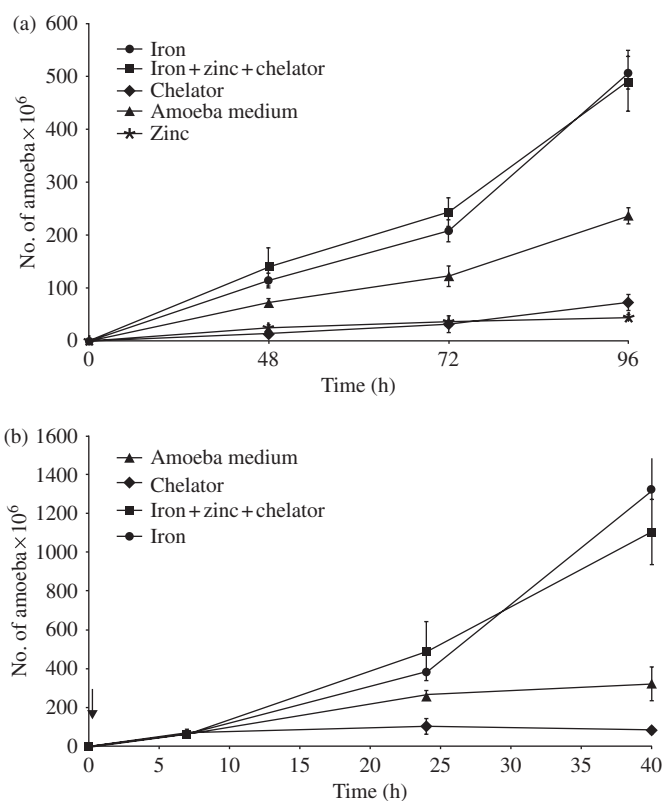 (a)
600
500
400
300
200
100
0
No. of amoeba×10⁶
Iron
Iron+zinc+chelator
Chelator
Amoeba medium
Zinc
0 48 72 96
Time (h)
(b)
1600
1400
1200
1000
800
600
400
200
0
No. of amoeba×10⁶
Amoeba medium
Chelator
Iron+zinc+chelator
Iron
0 5 10 15 20 25 30 35 40
Time (h)